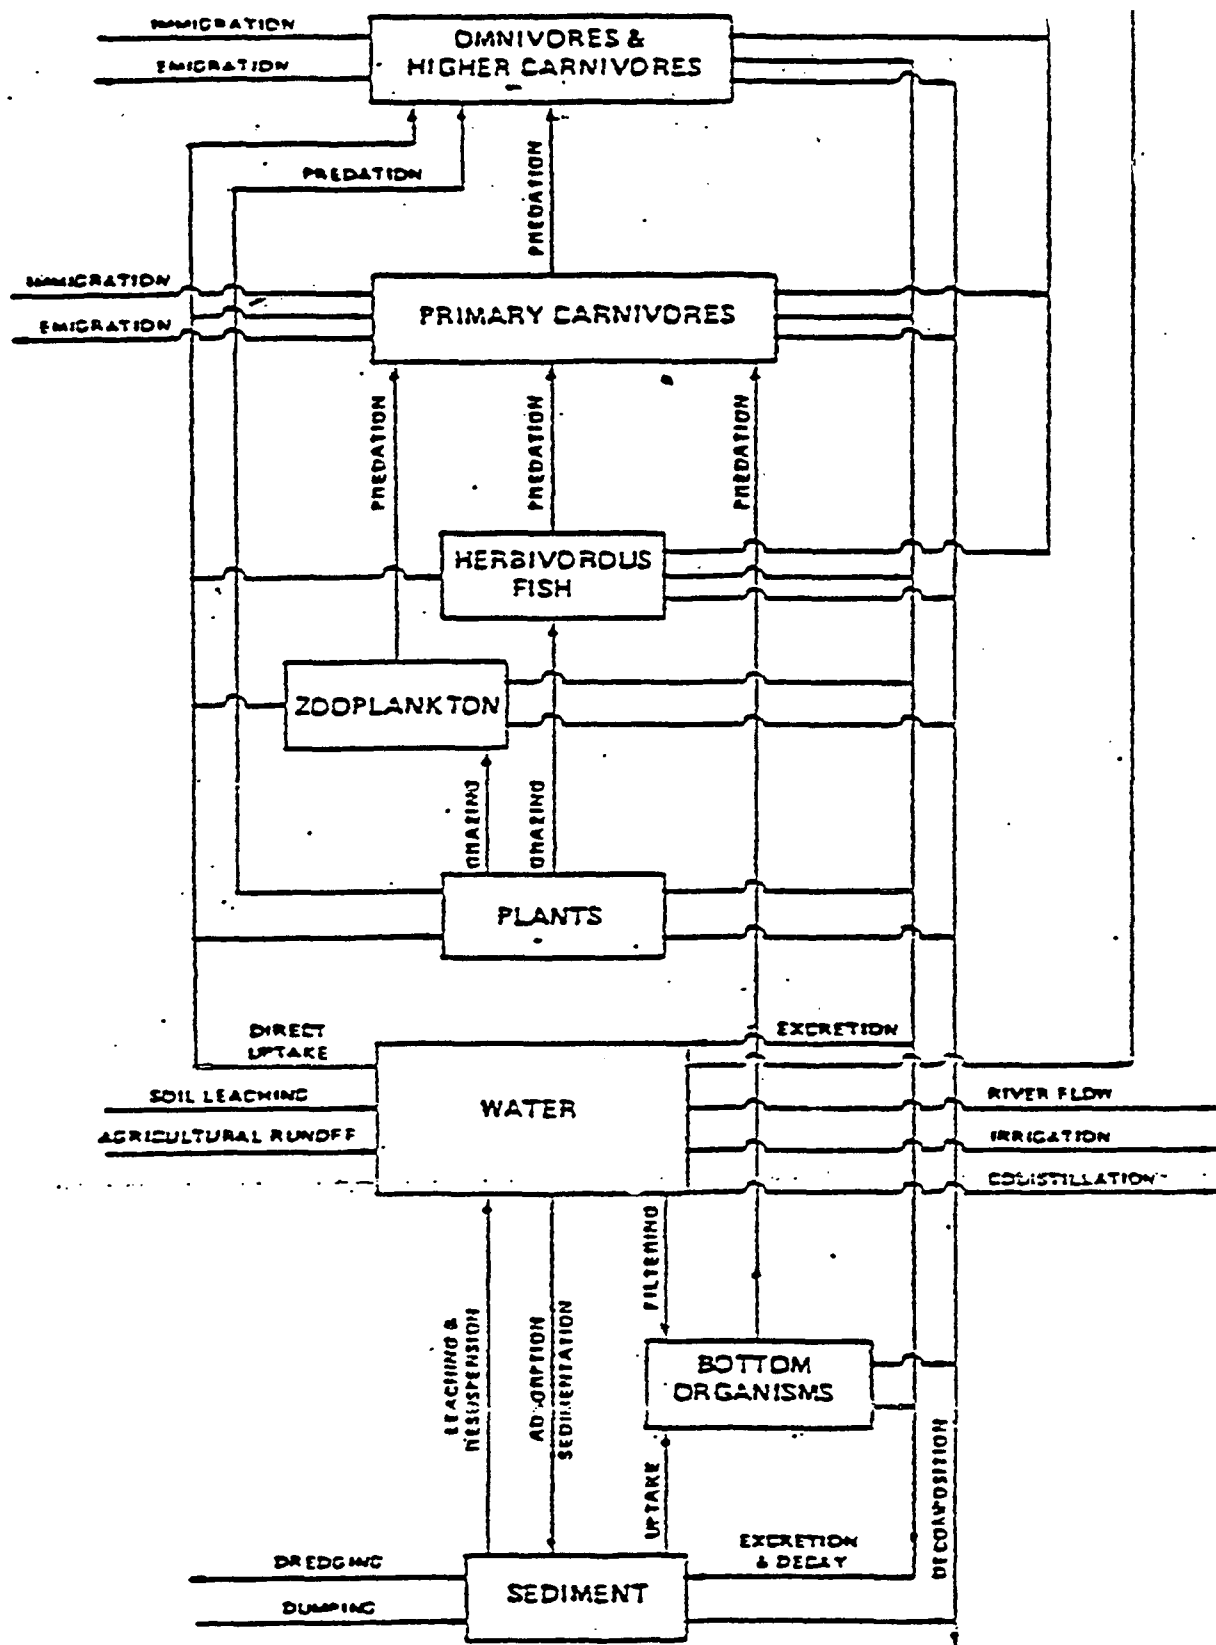 IMMIGRATION
EMIGRATION
OMNIVORES &
HIGHER CARNIVORES
PREDATION
PREDATION
IMMIGRATION
EMIGRATION
PRIMARY CARNIVORES
PREDATION
PREDATION
PREDATION
HERBIVOROUS
FISH
ZOOPLANKTON
GRAZING
GRAZING
PLANTS
DIRECT
UPTAKE
EXCRETION
SOIL LEACHING
AGRICULTURAL RUNOFF
WATER
RIVER FLOW
IRRIGATION
CODISTILLATION
LEACHING &
RESUSPENSION
ADSORPTION
SEDIMENTATION
FILTERING
BOTTOM
ORGANISMS
UPTAKE
EXCRETION
& DECAY
DECOMPOSITION
DREDGING
DUMPING
SEDIMENT